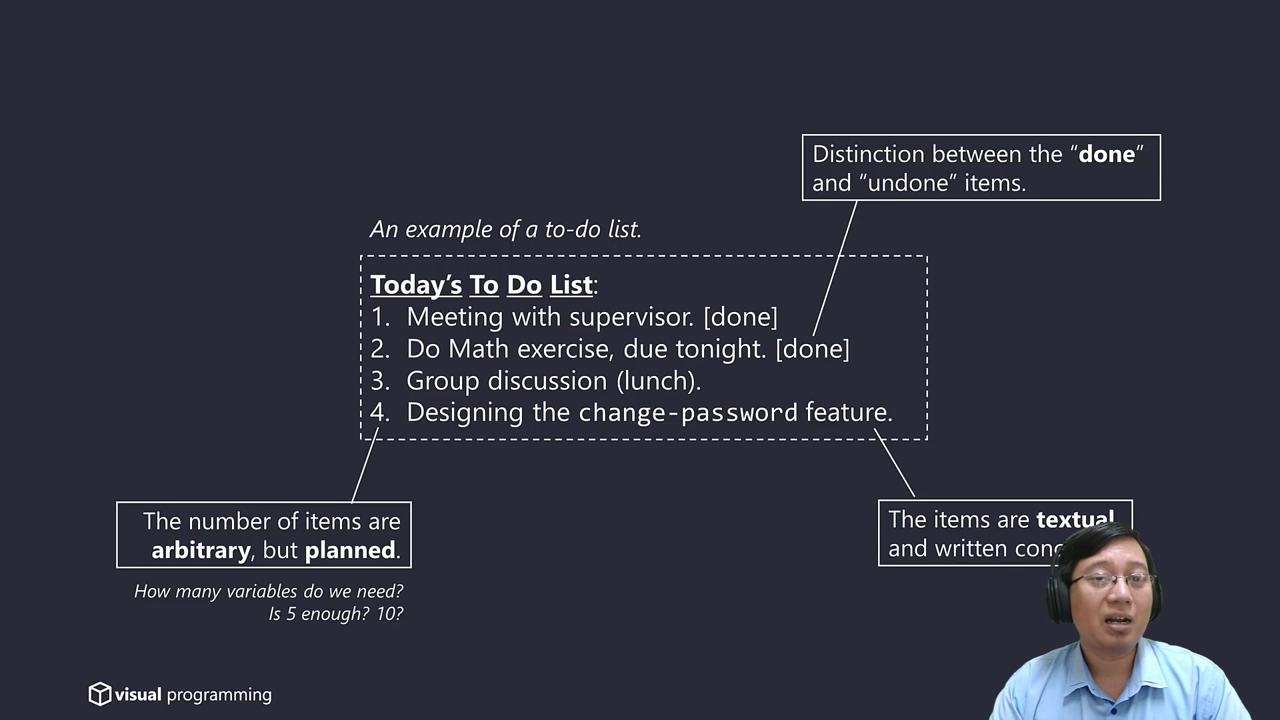 Distinction between the “done”
and “undone” items.
An example of a to-do list.
Today’s To Do List:
1. Meeting with supervisor. [done]
2. Do Math exercise, due tonight. [done]
3. Group discussion (lunch).
4. Designing the change-password feature.
The number of items are
arbitrary, but planned.
How many variables do we need?
Is 5 enough? 10?
The items are textual
and written
visual programming